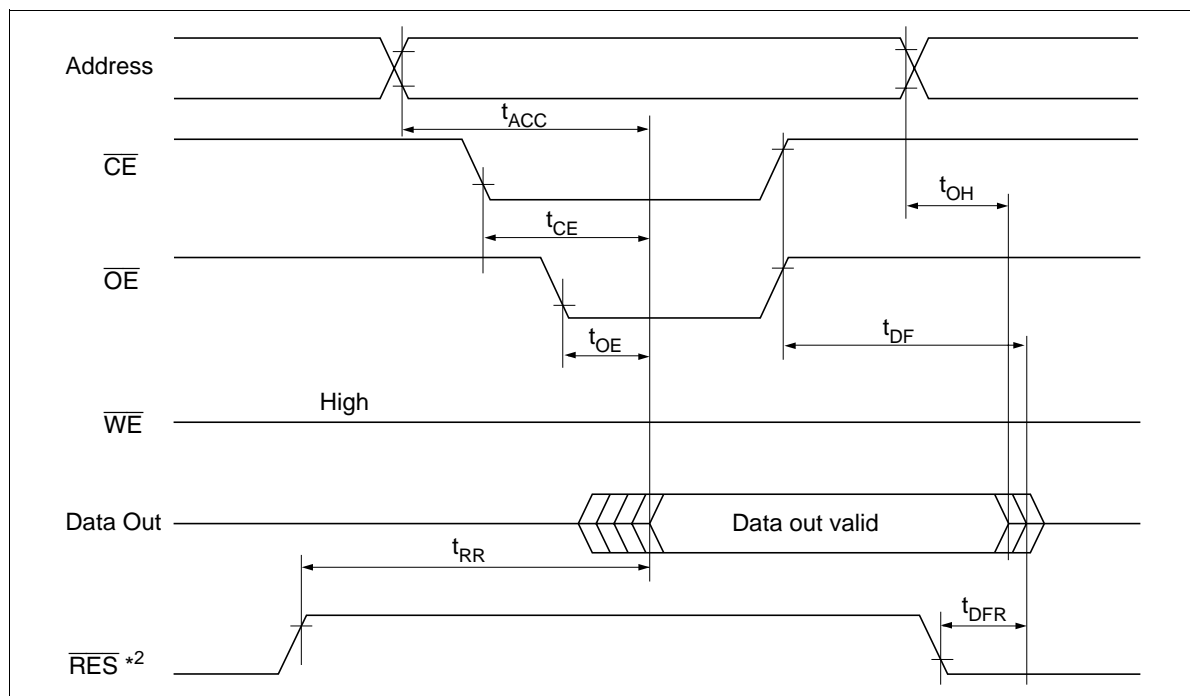 Address
tACC
CE
tOH
tCE
OE
tDF
tOE
High
WE
Data Out
Data out valid
tRR
tDFR
RES *2